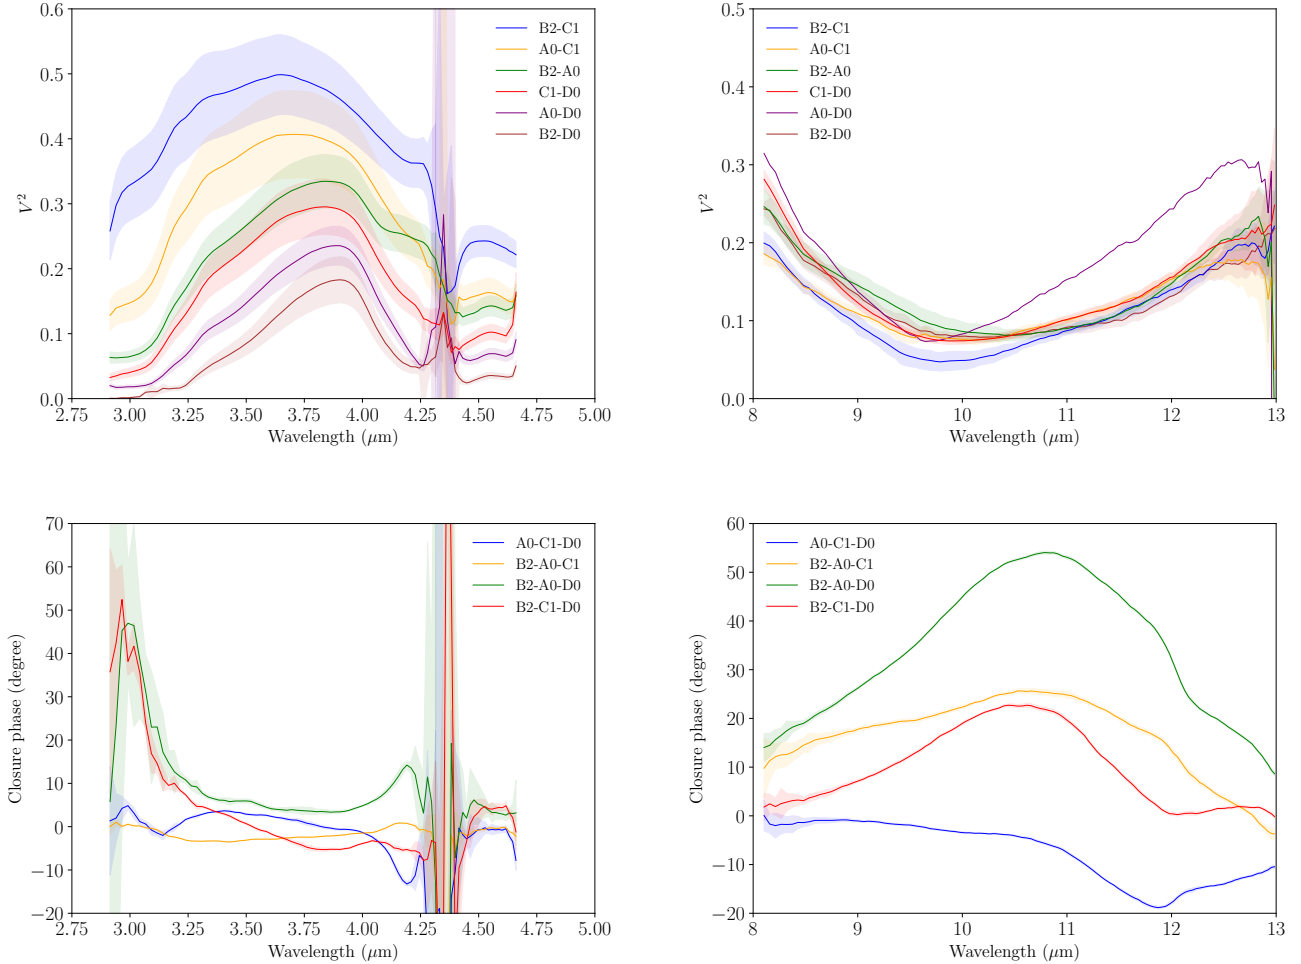 0.6
0.5
0.4
0.3
0.2
0.1
0.0
V²
B2-C1
A0-C1
B2-A0
C1-D0
A0-D0
B2-D0
2.75 3.00 3.25 3.50 3.75 4.00 4.25 4.50 4.75 5.00
Wavelength (μm)
0.5
0.4
0.3
0.2
0.1
0.0
V²
B2-C1
A0-C1
B2-A0
C1-D0
A0-D0
B2-D0
8 9 10 11 12 13
Wavelength (μm)
70
60
50
40
30
20
10
0
−10
−20
Closure phase (degree)
A0-C1-D0
B2-A0-C1
B2-A0-D0
B2-C1-D0
2.75 3.00 3.25 3.50 3.75 4.00 4.25 4.50 4.75 5.00
Wavelength (μm)
60
50
40
30
20
10
0
−10
−20
Closure phase (degree)
A0-C1-D0
B2-A0-C1
B2-A0-D0
B2-C1-D0
8 9 10 11 12 13
Wavelength (μm)